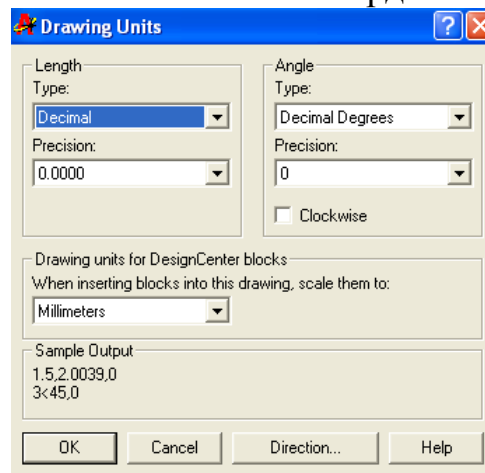 Drawing Units
Length
Type:
Decimal
Precision:
0.0000
Angle
Type:
Decimal Degrees
Precision:
0
Clockwise
Drawing units for DesignCenter blocks
When inserting blocks into this drawing, scale them to:
Millimeters
Sample Output
1.5,2.0039,0
3<45,0
OK Cancel Direction... Help